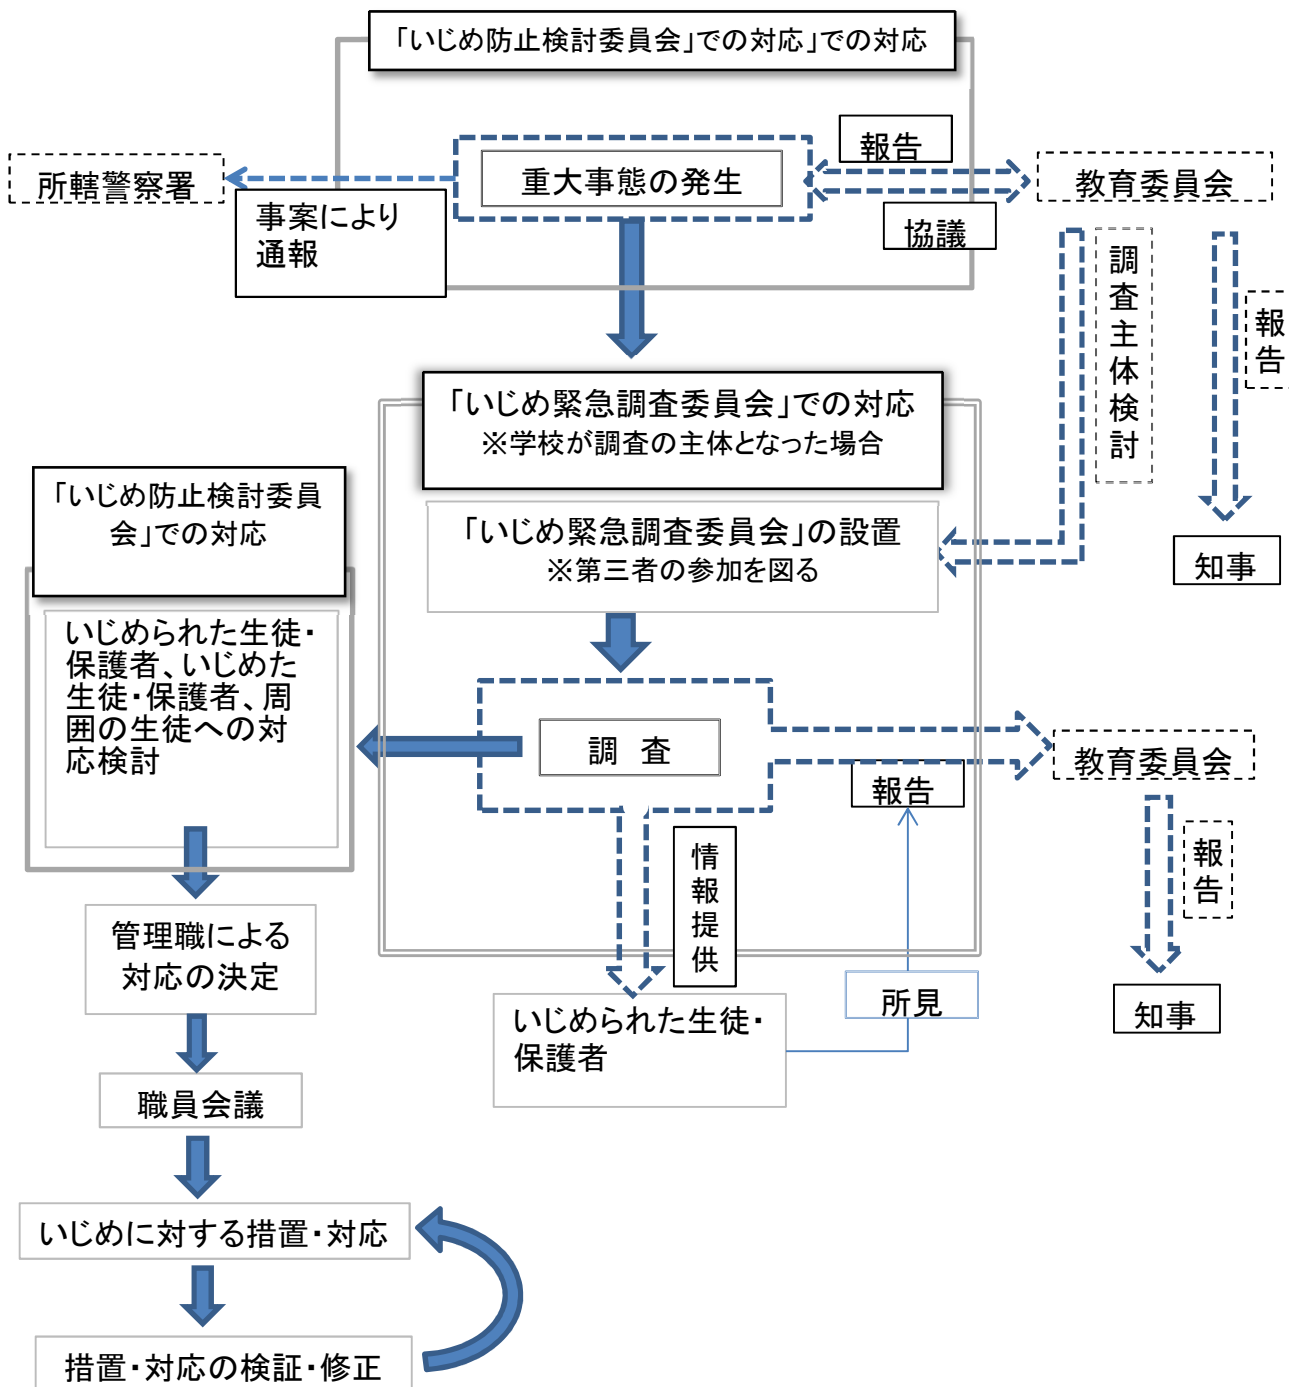 「いじめ防止検討委員会」での対応」での対応
報告
所轄警察署
重大事態の発生
教育委員会
事案により
通報
協議
調査主体検討
報告
「いじめ緊急調査委員会」での対応
※学校が調査の主体となった場合
「いじめ防止検討委員
会」での対応
「いじめ緊急調査委員会」の設置
※第三者の参加を図る
知事
いじめられた生徒・
保護者、いじめた
生徒・保護者、周
囲の生徒への対
応検討
調 査
教育委員会
報告
情報提供
報告
管理職による
対応の決定
所見
知事
いじめられた生徒・
保護者
職員会議
いじめに対する措置・対応
措置・対応の検証・修正